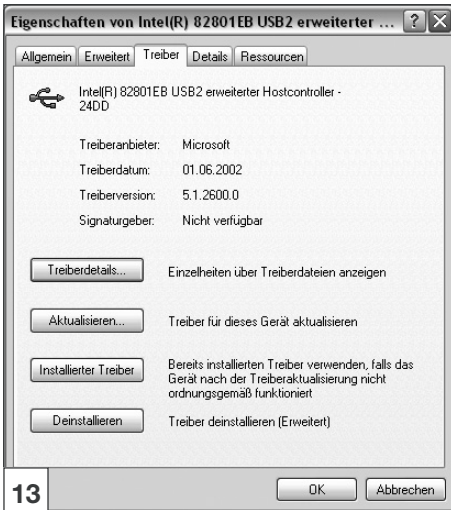 Eigenschaften von Intel(R) 82801EB USB2 erweiterter ...
Allgemein Erweitert Treiber Details Ressourcen
Intel(R) 82801EB USB2 erweiterter Hostcontroller -
24DD
Treiberanbieter: Microsoft
Treiberdatum: 01.06.2002
Treiberversion: 5.1.2600.0
Signaturgeber: Nicht verfügbar
Treiberdetails... Einzelheiten über Treiberdateien anzeigen
Aktualisieren... Treiber für dieses Gerät aktualisieren
Installierter Treiber Bereits installierten Treiber verwenden, falls das
Gerät nach der Treiberaktualisierung nicht
ordnungsgemäß funktioniert
Deinstallieren Treiber deinstallieren (Erweitert)
OK Abbrechen
13